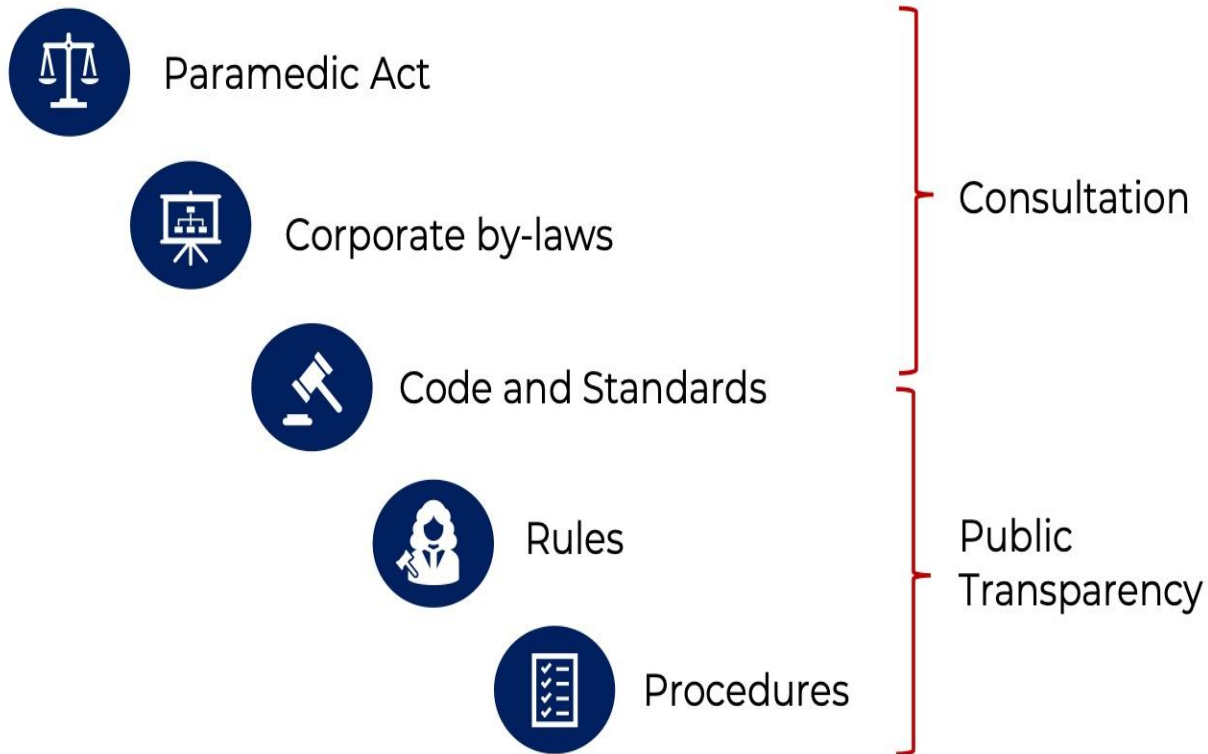 Paramedic Act
Corporate by-laws
Consultation
Code and Standards
Rules
Public
Transparency
Procedures